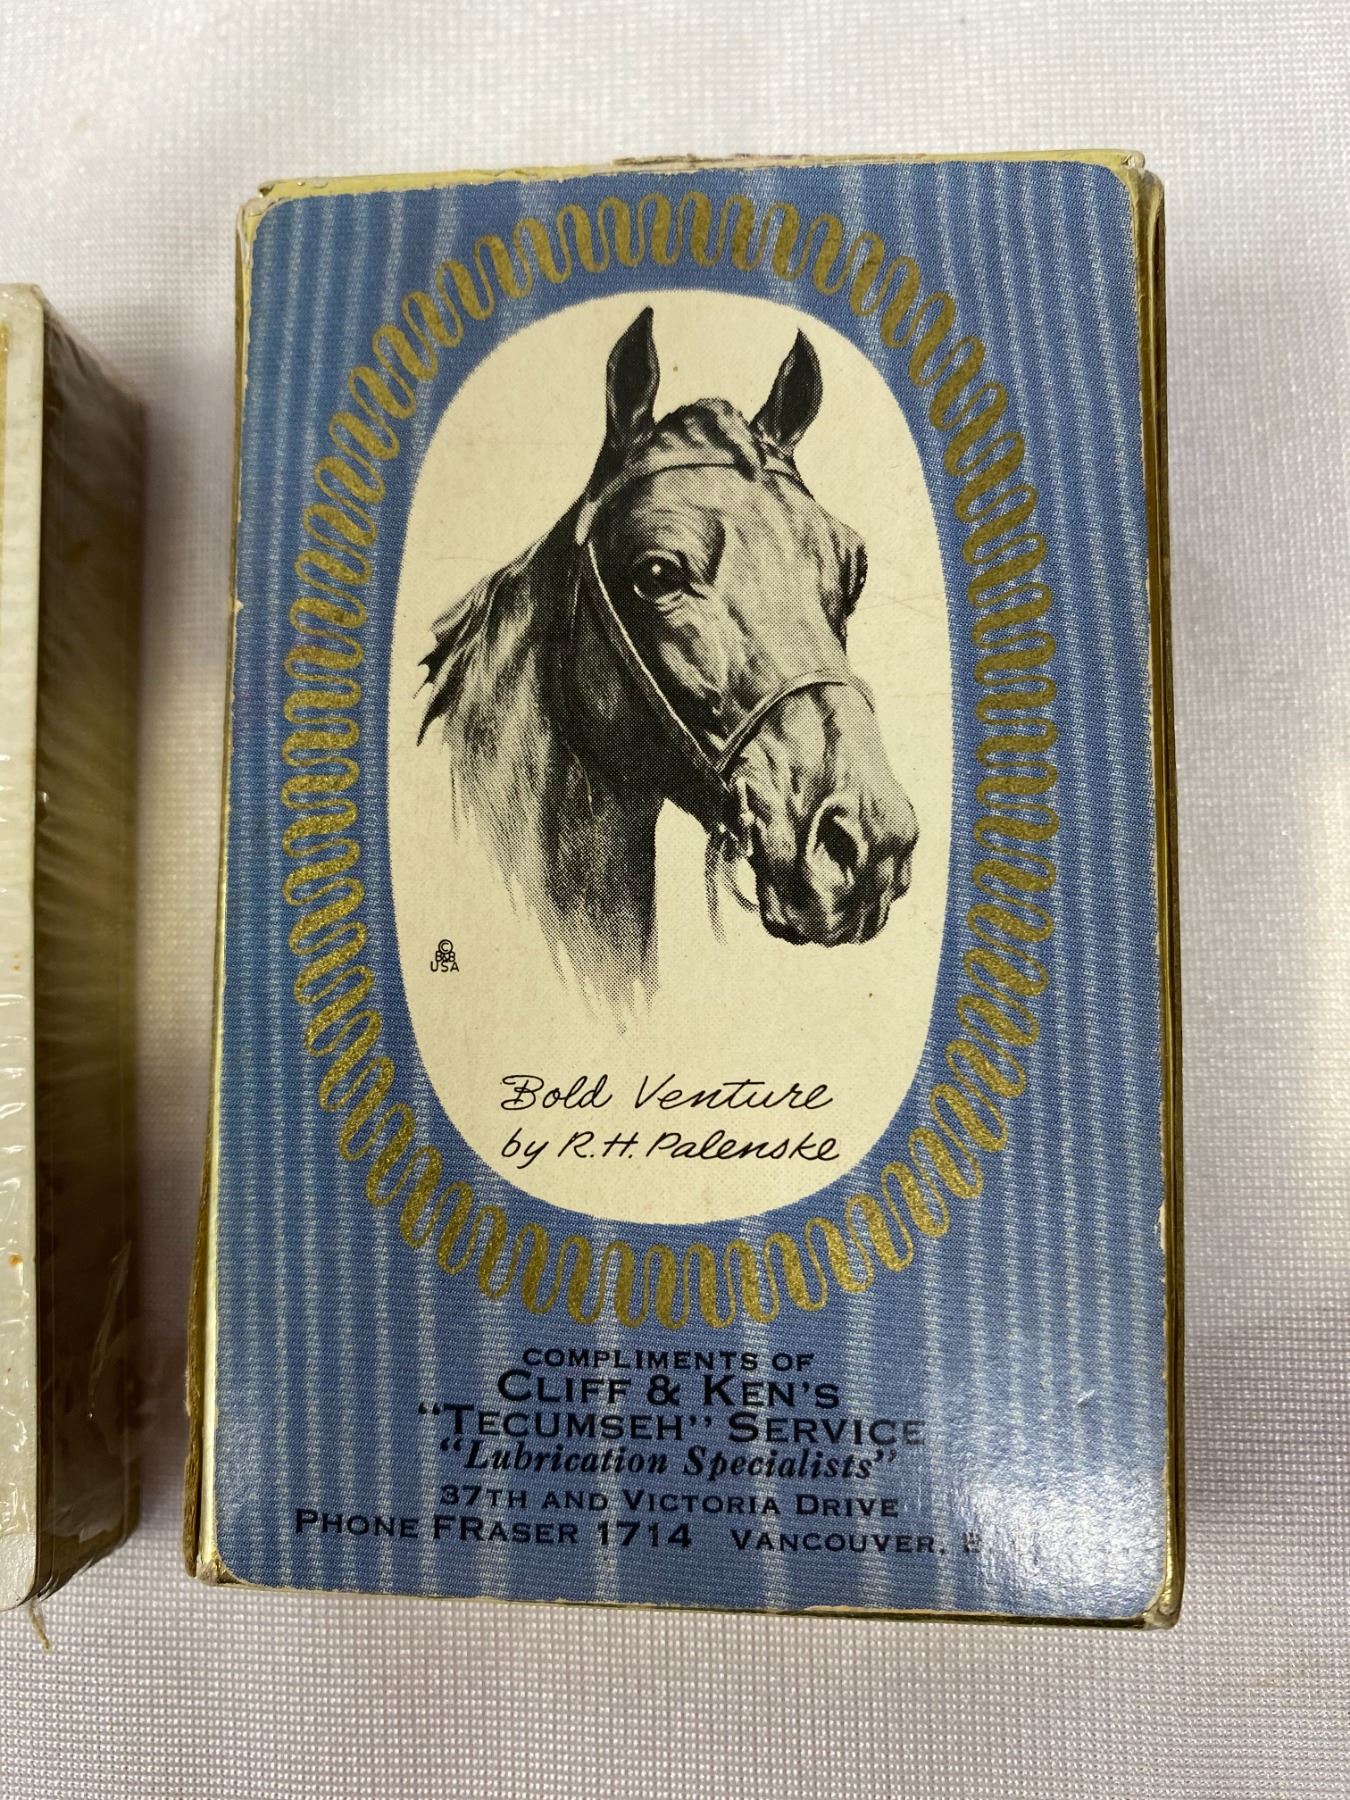 ©
B&B
USA
Bold Venture
by R.H. Palenske
COMPLIMENTS OF
CLIFF & KEN'S
"TECUMSEH" SERVICE
"Lubrication Specialists"
37TH AND VICTORIA DRIVE
PHONE FRASER 1714 VANCOUVER,